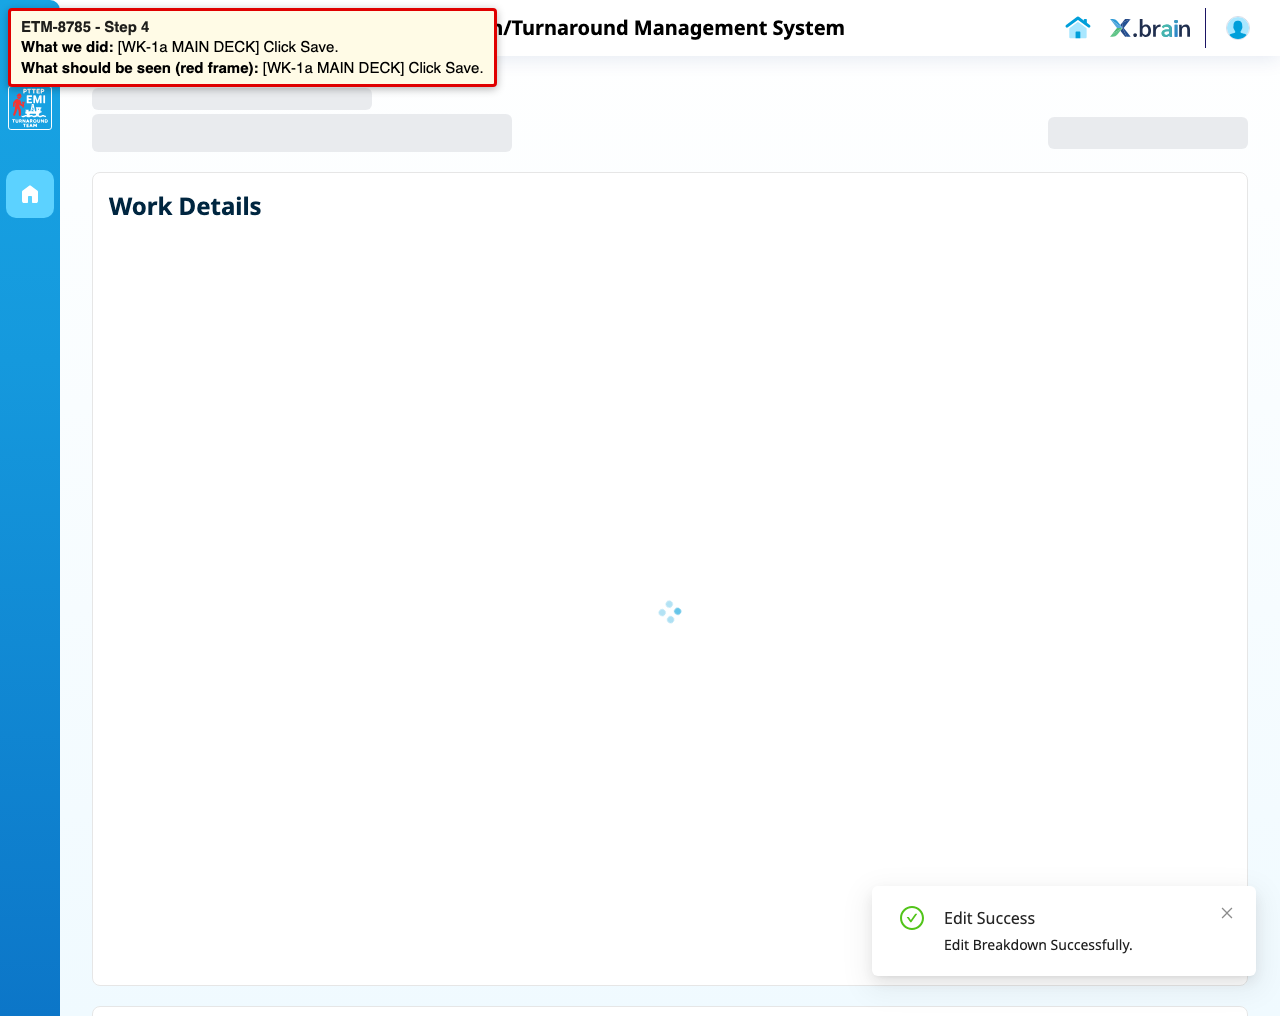 ETM-8785 - Step 4
What we did: [WK-1a MAIN DECK] Click Save.
What should be seen (red frame): [WK-1a MAIN DECK] Click Save.
n/Turnaround Management System
X.brain
PTTEP
EMI
TURNAROUND
TEAM
Work Details
Edit Success
Edit Breakdown Successfully.